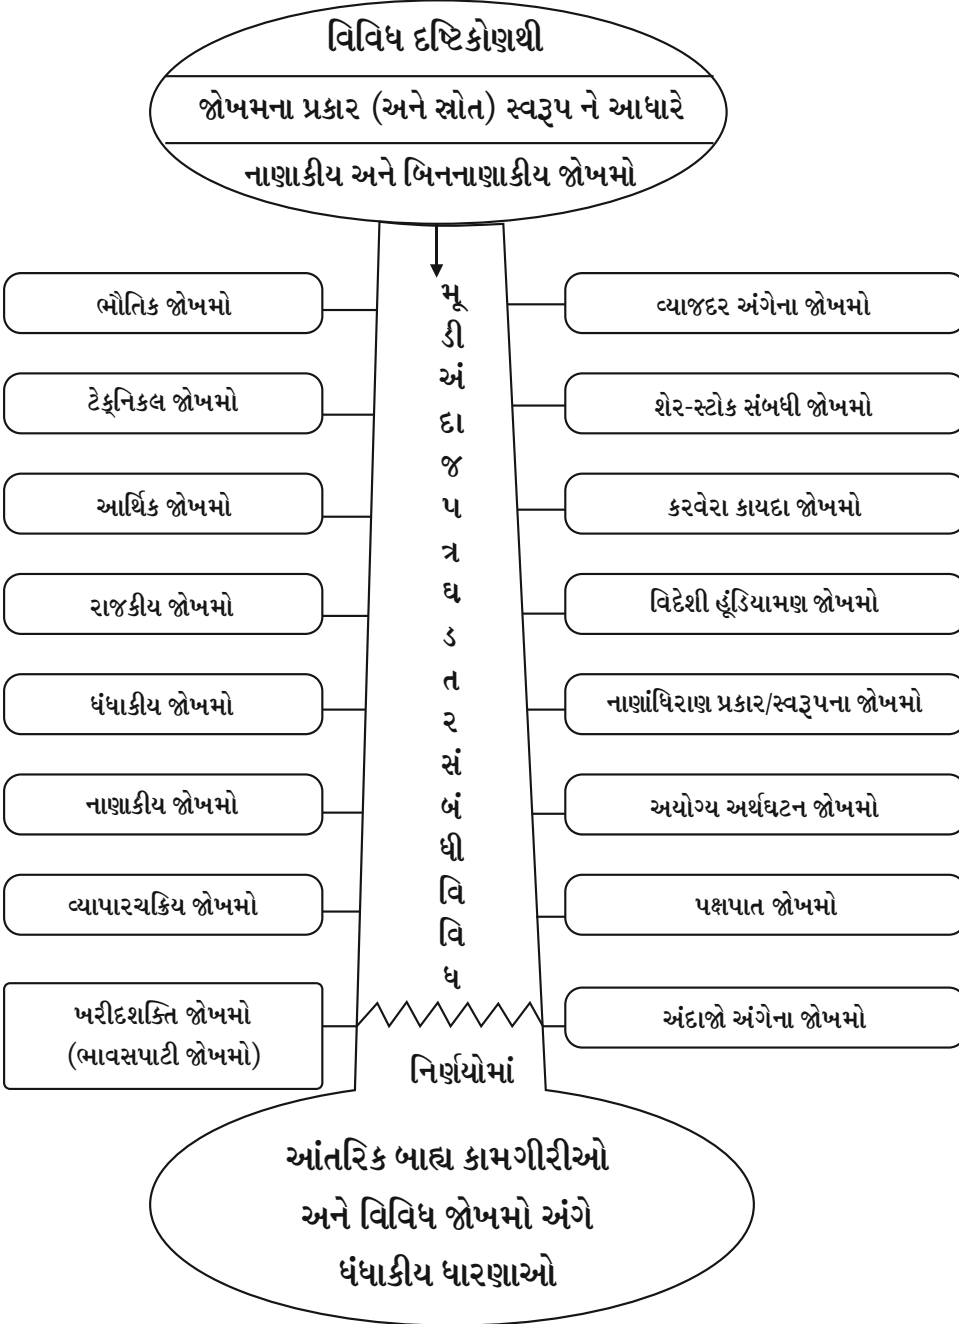 વિવિધ દષ્ટિકોણથી
જોખમના પ્રકાર (અને સ્રોત) સ્વરૂપ ને આધારે
નાણાકીય અને બિનનાણાકીય જોખમો
ભૌતિક જોખમો
ટેક્નિકલ જોખમો
આર્થિક જોખમો
રાજકીય જોખમો
ધંધાકીય જોખમો
નાણાકીય જોખમો
વ્યાપારચક્રિય જોખમો
ખરીદશક્તિ જોખમો
(ભાવસપાટી જોખમો)
મૂ
ડી
અં
દા
જ
પ
ત્ર
ઘ
ડ
ત
ર
સં
બં
ધી
વિ
વિ
ધ
નિર્ણયોમાં
વ્યાજદર અંગેના જોખમો
શેર-સ્ટોક સંબધી જોખમો
કરવેરા કાયદા જોખમો
વિદેશી હૂંડિયામણ જોખમો
નાણાંધિરાણ પ્રકાર/સ્વરૂપના જોખમો
અયોગ્ય અર્થઘટન જોખમો
પક્ષપાત જોખમો
અંદાજો અંગેના જોખમો
આંતરિક બાહ્ય કામગીરીઓ
અને વિવિધ જોખમો અંગે
ધંધાકીય ધારણાઓ